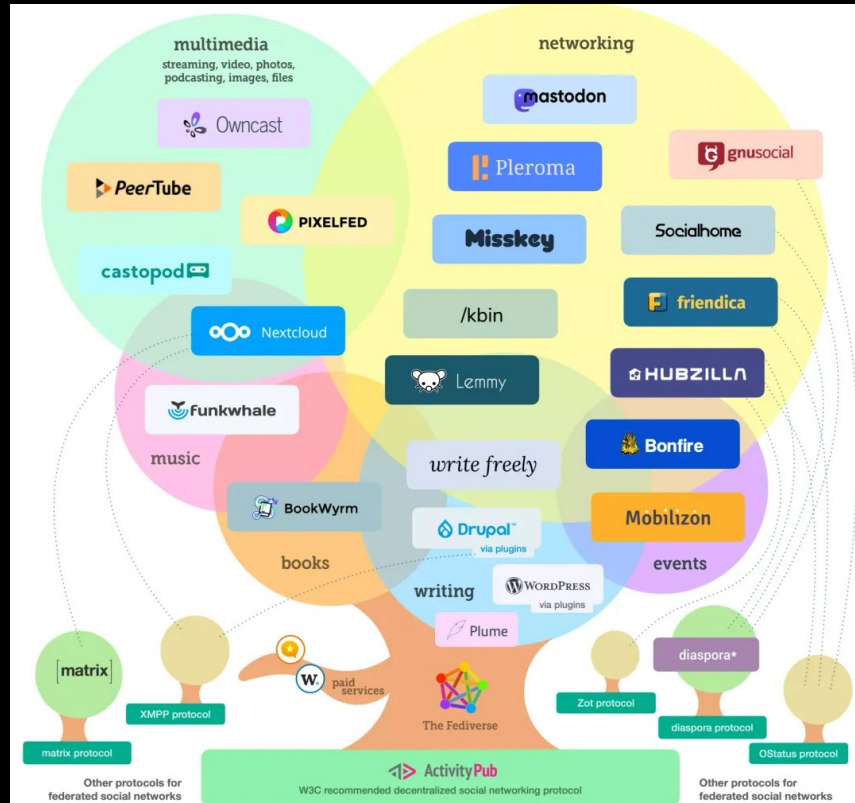 multimedia
streaming, video, photos,
podcasting, images, files
networking
Owncast
mastodon
PeerTube
Pleroma
gnusocial
PIXELFED
Misskey
Socialhome
castopod
/kbin
friendica
Nextcloud
Lemmy
HUBZILLA
funkwhale
music
write freely
Bonfire
BookWyrm
Drupal™
via plugins
Mobilizon
books
events
writing
WORDPRESS
via plugins
Plume
[matrix]
matrix protocol
XMPP protocol
W.
paid
services
The Fediverse
Zot protocol
diaspora*
diaspora protocol
OStatus protocol
Other protocols for
federated social networks
ActivityPub
W3C recommended decentralized social networking protocol
Other protocols for
federated social networks